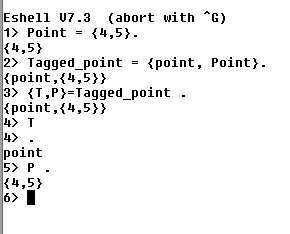 Eshell V7.3  (abort with ^G)
1> Point = {4,5}.
{4,5}
2> Tagged_point = {point, Point}.
{point,{4,5}}
3> {T,P}=Tagged_point .
{point,{4,5}}
4> T
4> .
point
5> P .
{4,5}
6>